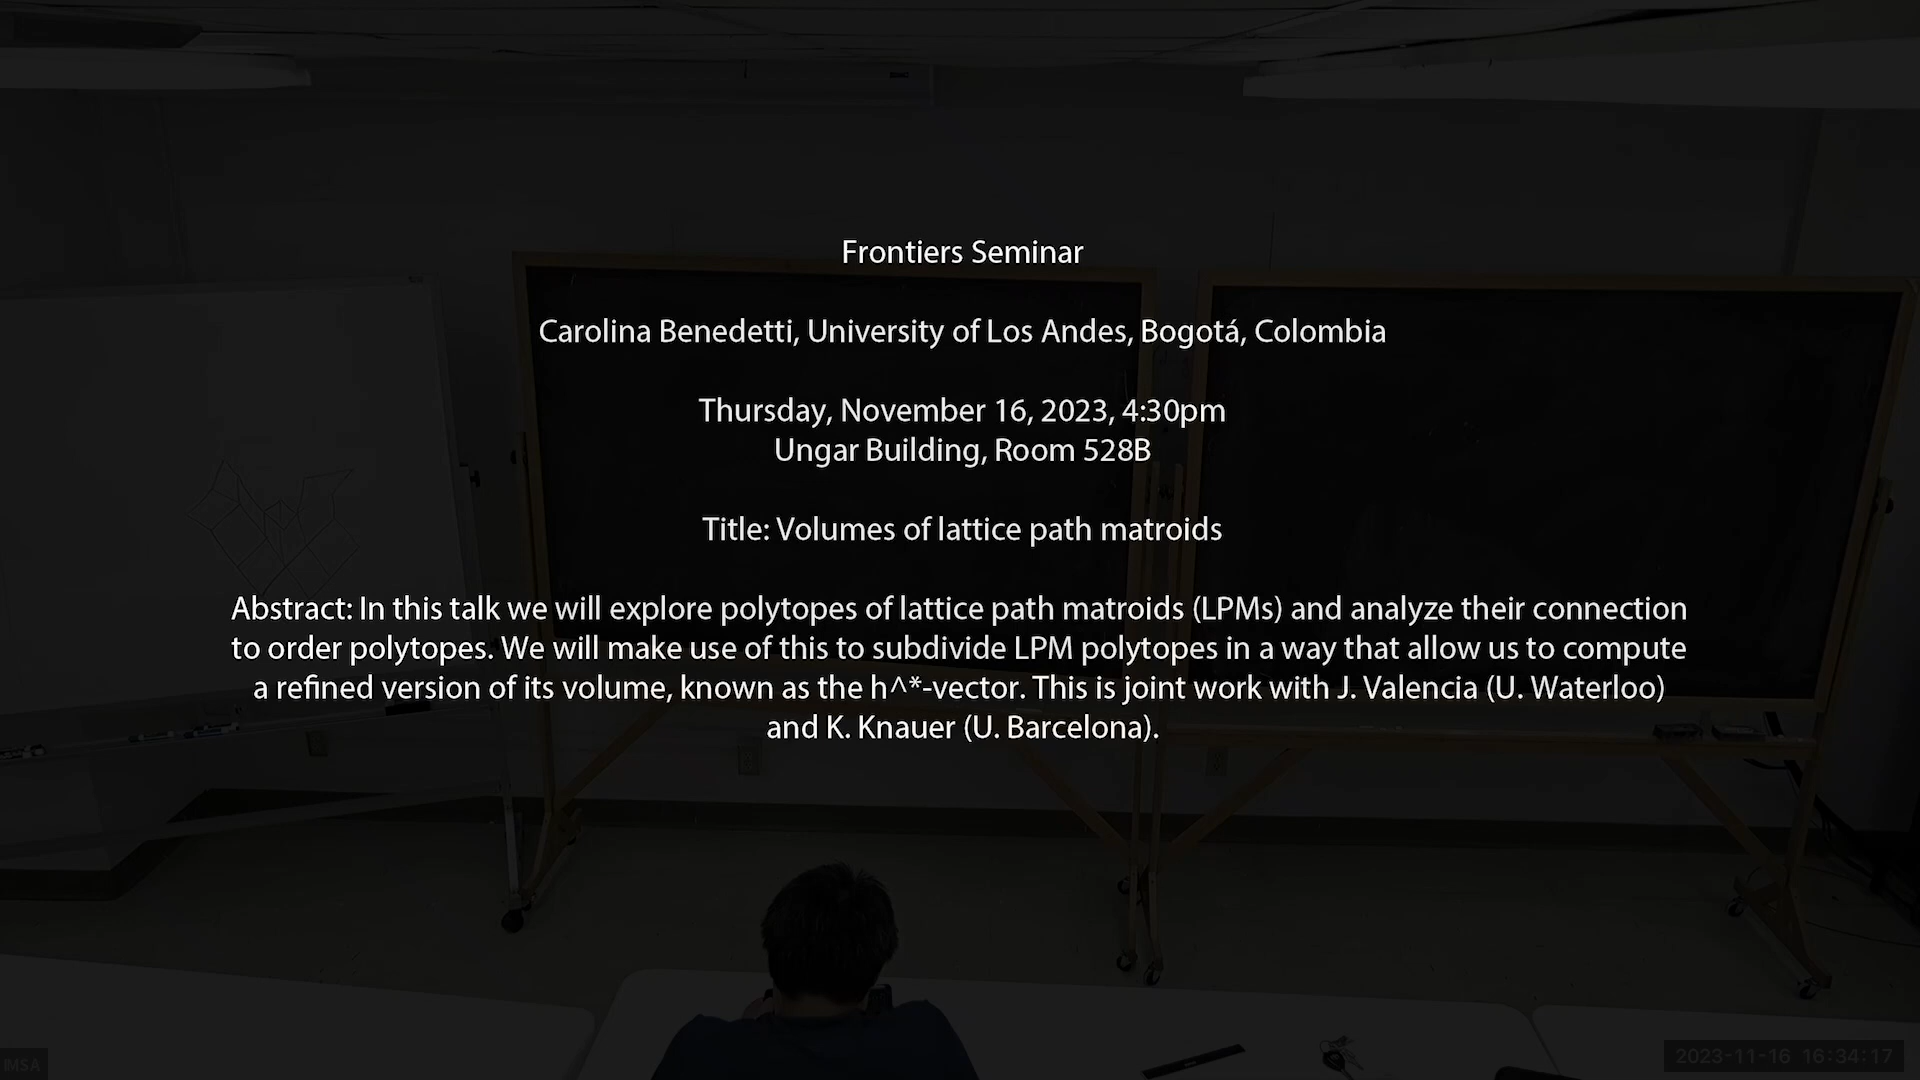 Frontiers Seminar
Carolina Benedetti, University of Los Andes, Bogotá, Colombia
Thursday, November 16, 2023, 4:30pm
Ungar Building, Room 528B
Title: Volumes of lattice path matroids
Abstract: In this talk we will explore polytopes of lattice path matroids (LPMs) and analyze their connection
to order polytopes. We will make use of this to subdivide LPM polytopes in a way that allow us to compute
a refined version of its volume, known as the h^*-vector. This is joint work with J. Valencia (U. Waterloo)
and K. Knauer (U. Barcelona).
IMSA
2023-11-16 16:34:17